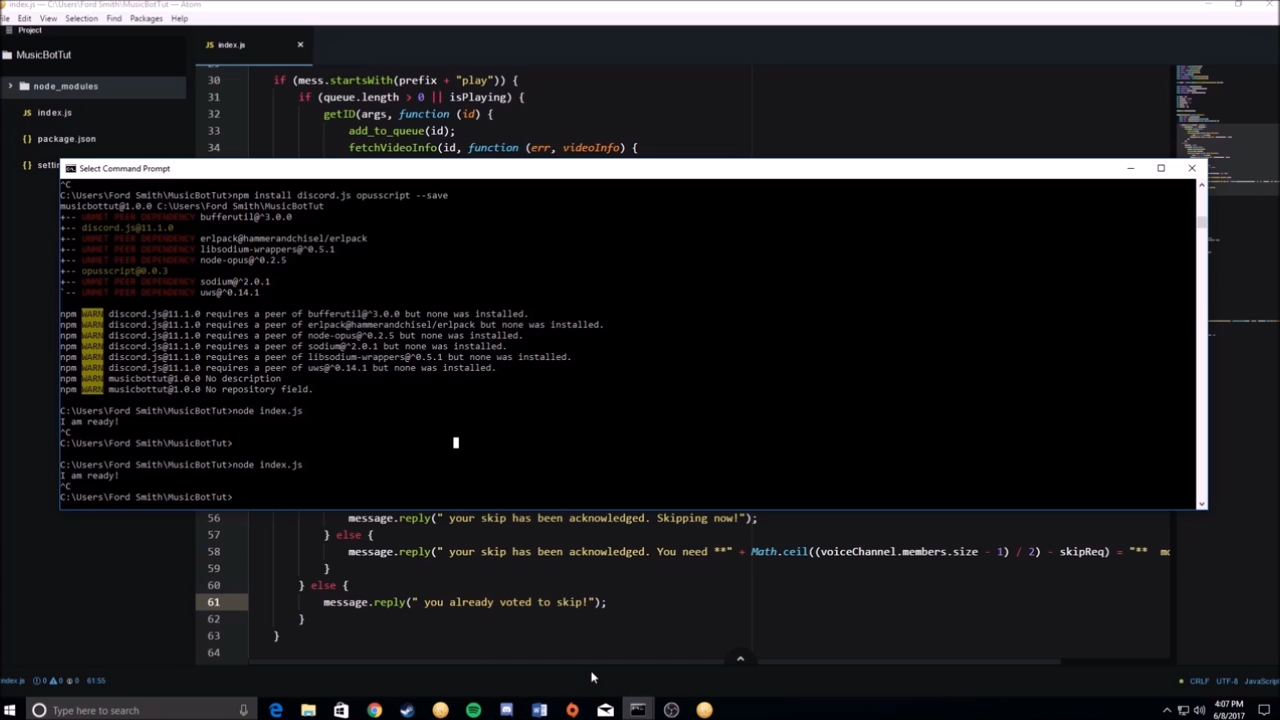 index.js — C:\Users\Ford Smith\MusicBotTut — Atom
File Edit View Selection Find Packages Help
Project
MusicBotTut
node_modules
index.js
package.json
index.js
30 if (mess.startsWith(prefix + "play")) {
31 if (queue.length > 0 || isPlaying) {
32 getID(args, function (id) {
33 add_to_queue(id);
34 fetchVideoInfo(id, function (err, videoInfo) {
Select Command Prompt
^C
C:\Users\Ford Smith\MusicBotTut>npm install discord.js opusscript --save
musicbottut@1.0.0 C:\Users\Ford Smith\MusicBotTut
+-- UNMET PEER DEPENDENCY bufferutil@^3.0.0
+-- discord.js@11.1.0
+-- UNMET PEER DEPENDENCY erlpack@hammerandchisel/erlpack
+-- UNMET PEER DEPENDENCY libsodium-wrappers@^0.5.1
+-- UNMET PEER DEPENDENCY node-opus@^0.2.5
+-- opusscript@0.0.3
+-- UNMET PEER DEPENDENCY sodium@^2.0.1
`-- UNMET PEER DEPENDENCY uws@^0.14.1
npm WARN discord.js@11.1.0 requires a peer of bufferutil@^3.0.0 but none was installed.
npm WARN discord.js@11.1.0 requires a peer of erlpack@hammerandchisel/erlpack but none was installed.
npm WARN discord.js@11.1.0 requires a peer of node-opus@^0.2.5 but none was installed.
npm WARN discord.js@11.1.0 requires a peer of sodium@^2.0.1 but none was installed.
npm WARN discord.js@11.1.0 requires a peer of libsodium-wrappers@^0.5.1 but none was installed.
npm WARN discord.js@11.1.0 requires a peer of uws@^0.14.1 but none was installed.
npm WARN musicbottut@1.0.0 No description
npm WARN musicbottut@1.0.0 No repository field.
C:\Users\Ford Smith\MusicBotTut>node index.js
I am ready!
^C
C:\Users\Ford Smith\MusicBotTut>
C:\Users\Ford Smith\MusicBotTut>node index.js
I am ready!
^C
C:\Users\Ford Smith\MusicBotTut>
56 message.reply(" your skip has been acknowledged. Skipping now!");
57 } else {
58 message.reply(" your skip has been acknowledged. You need **" + Math.ceil((voiceChannel.members.size - 1) / 2) - skipReq) = "** mo
59 }
60 } else {
61 message.reply(" you already voted to skip!");
62 }
63 }
64
index.js 0 0 0 61:55 CRLF UTF-8 JavaScript
Type here to search
4:07 PM
6/8/2017